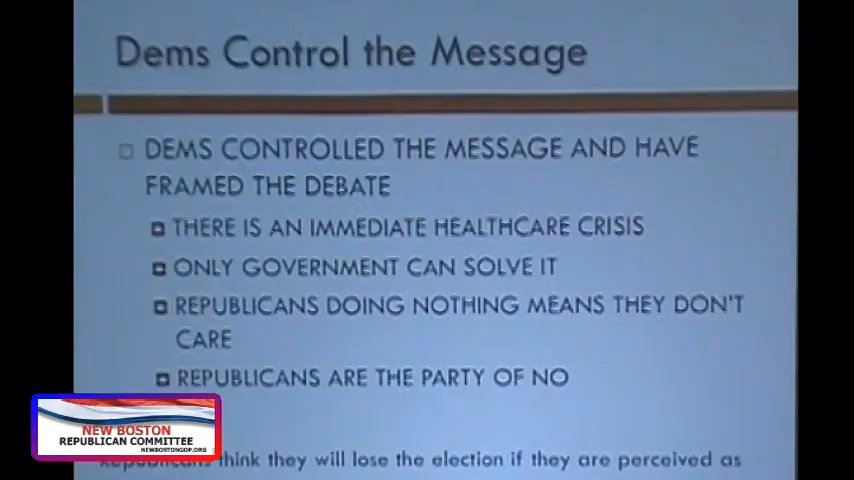 Dems Control the Message
DEMS CONTROLLED THE MESSAGE AND HAVE
FRAMED THE DEBATE
THERE IS AN IMMEDIATE HEALTHCARE CRISIS
ONLY GOVERNMENT CAN SOLVE IT
REPUBLICANS DOING NOTHING MEANS THEY DON'T
CARE
REPUBLICANS ARE THE PARTY OF NO
Republicans think they will lose the election if they are perceived as
NEW BOSTON
REPUBLICAN COMMITTEE
NEWBOSTONGOP.ORG